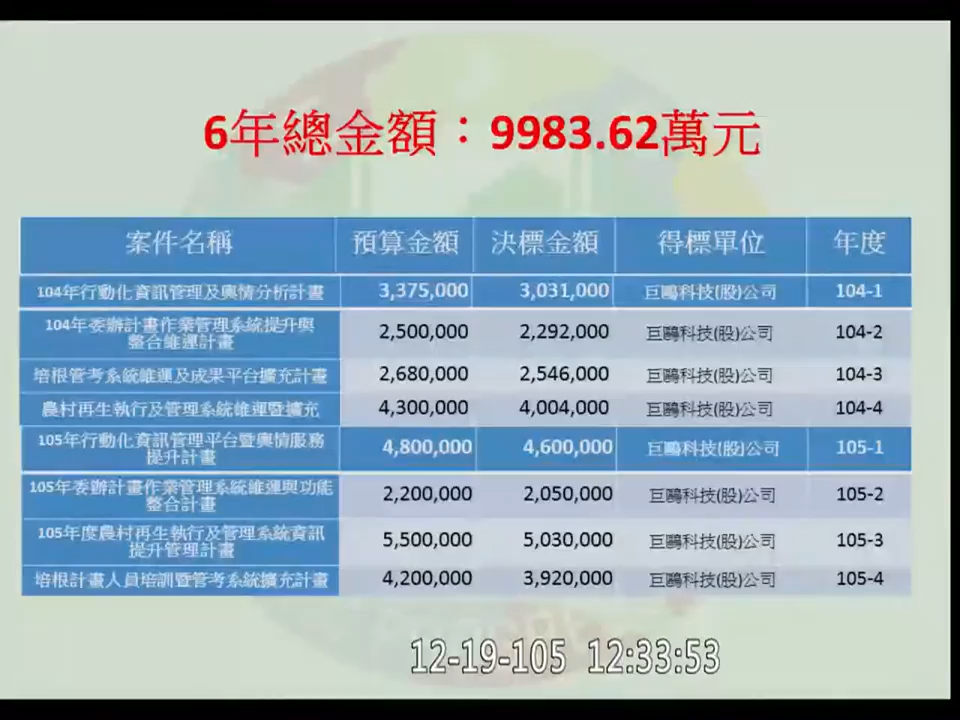 6年總金額：9983.62萬元
案件名稱 預算金額 決標金額 得標單位 年度
104年行動化資訊管理及輿情分析計畫 3,375,000 3,031,000 巨鷗科技(股)公司 104-1
104年委辦計畫作業管理系統提升與
整合維運計畫 2,500,000 2,292,000 巨鷗科技(股)公司 104-2
培根管考系統維運及成果平台擴充計畫 2,680,000 2,546,000 巨鷗科技(股)公司 104-3
農村再生執行及管理系統維運暨擴充 4,300,000 4,004,000 巨鷗科技(股)公司 104-4
105年行動化資訊管理平台暨輿情服務
提升計畫 4,800,000 4,600,000 巨鷗科技(股)公司 105-1
105年委辦計畫作業管理系統維運與功能
整合計畫 2,200,000 2,050,000 巨鷗科技(股)公司 105-2
105年度農村再生執行及管理系統資訊
提升管理計畫 5,500,000 5,030,000 巨鷗科技(股)公司 105-3
培根計畫人員培訓暨管考系統擴充計畫 4,200,000 3,920,000 巨鷗科技(股)公司 105-4
12-19-105 12:33:53